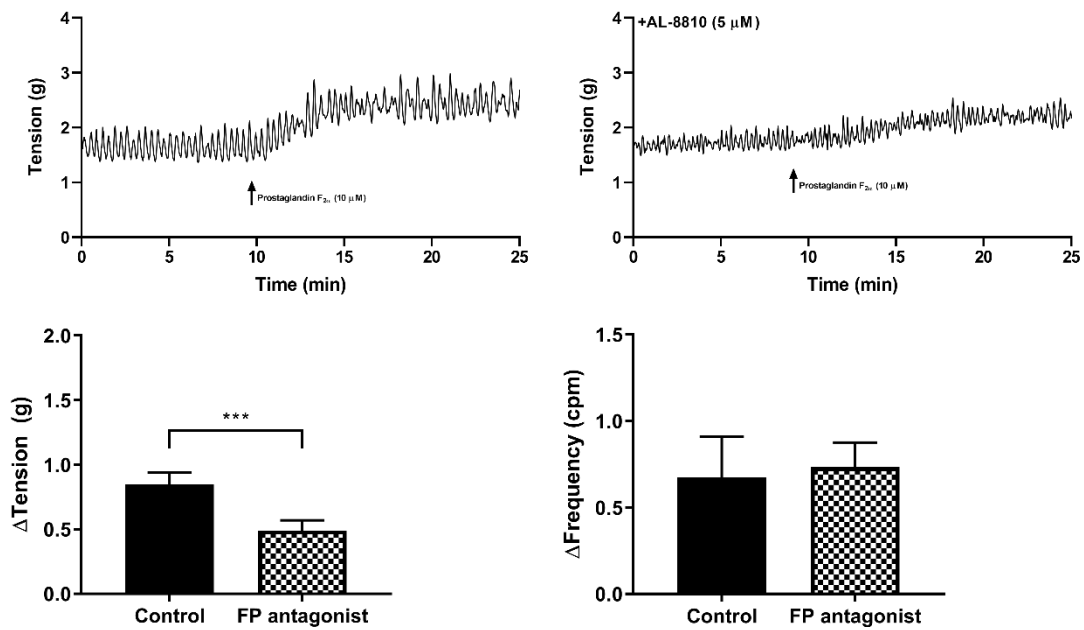 4
3
2
1
0
Tension (g)
Prostaglandin F2α (10 μM)
0 5 10 15 20 25
Time (min)
+AL-8810 (5 μM)
4
3
2
1
0
Tension (g)
Prostaglandin F2α (10 μM)
0 5 10 15 20 25
Time (min)
2.0
1.5
1.0
0.5
0.0
ΔTension (g)
***
Control FP antagonist
1.5
1.0
0.5
0.0
ΔFrequency (cpm)
Control FP antagonist